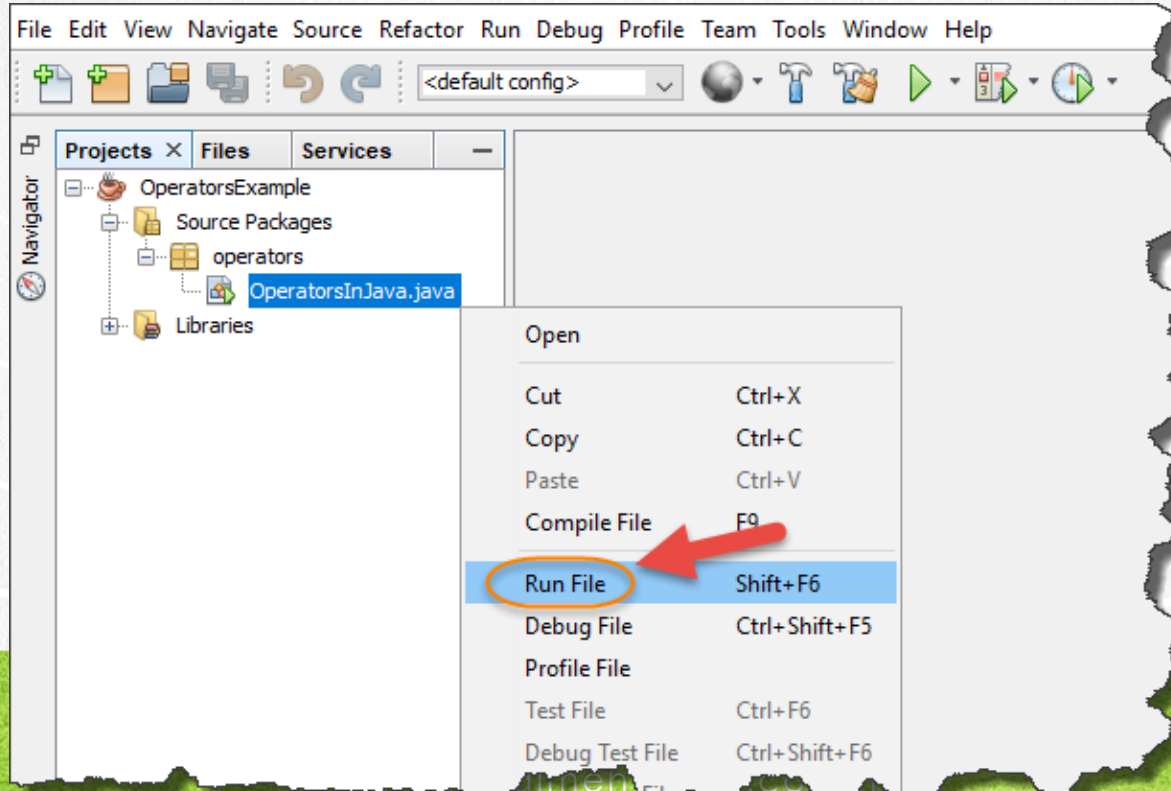 File Edit View Navigate Source Refactor Run Debug Profile Team Tools Window Help
<default config>
Projects Files Services
Navigator
OperatorsExample
Source Packages
operators
OperatorsInJava.java
Libraries
Open
Cut Ctrl+X
Copy Ctrl+C
Paste Ctrl+V
Compile File F9
Run File Shift+F6
Debug File Ctrl+Shift+F5
Profile File
Test File Ctrl+F6
Debug Test File Ctrl+Shift+F6